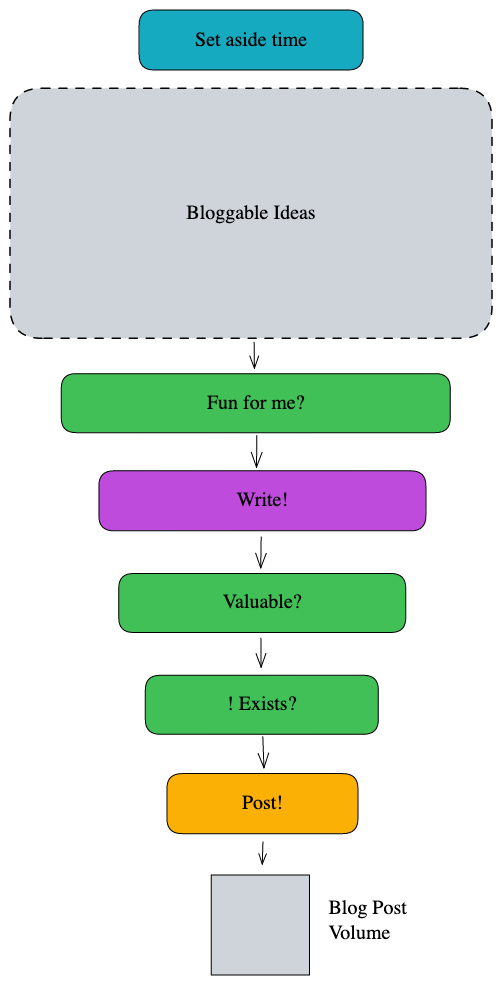 Set aside time
Bloggable Ideas
Fun for me?
Write!
Valuable?
! Exists?
Post!
Blog Post
Volume